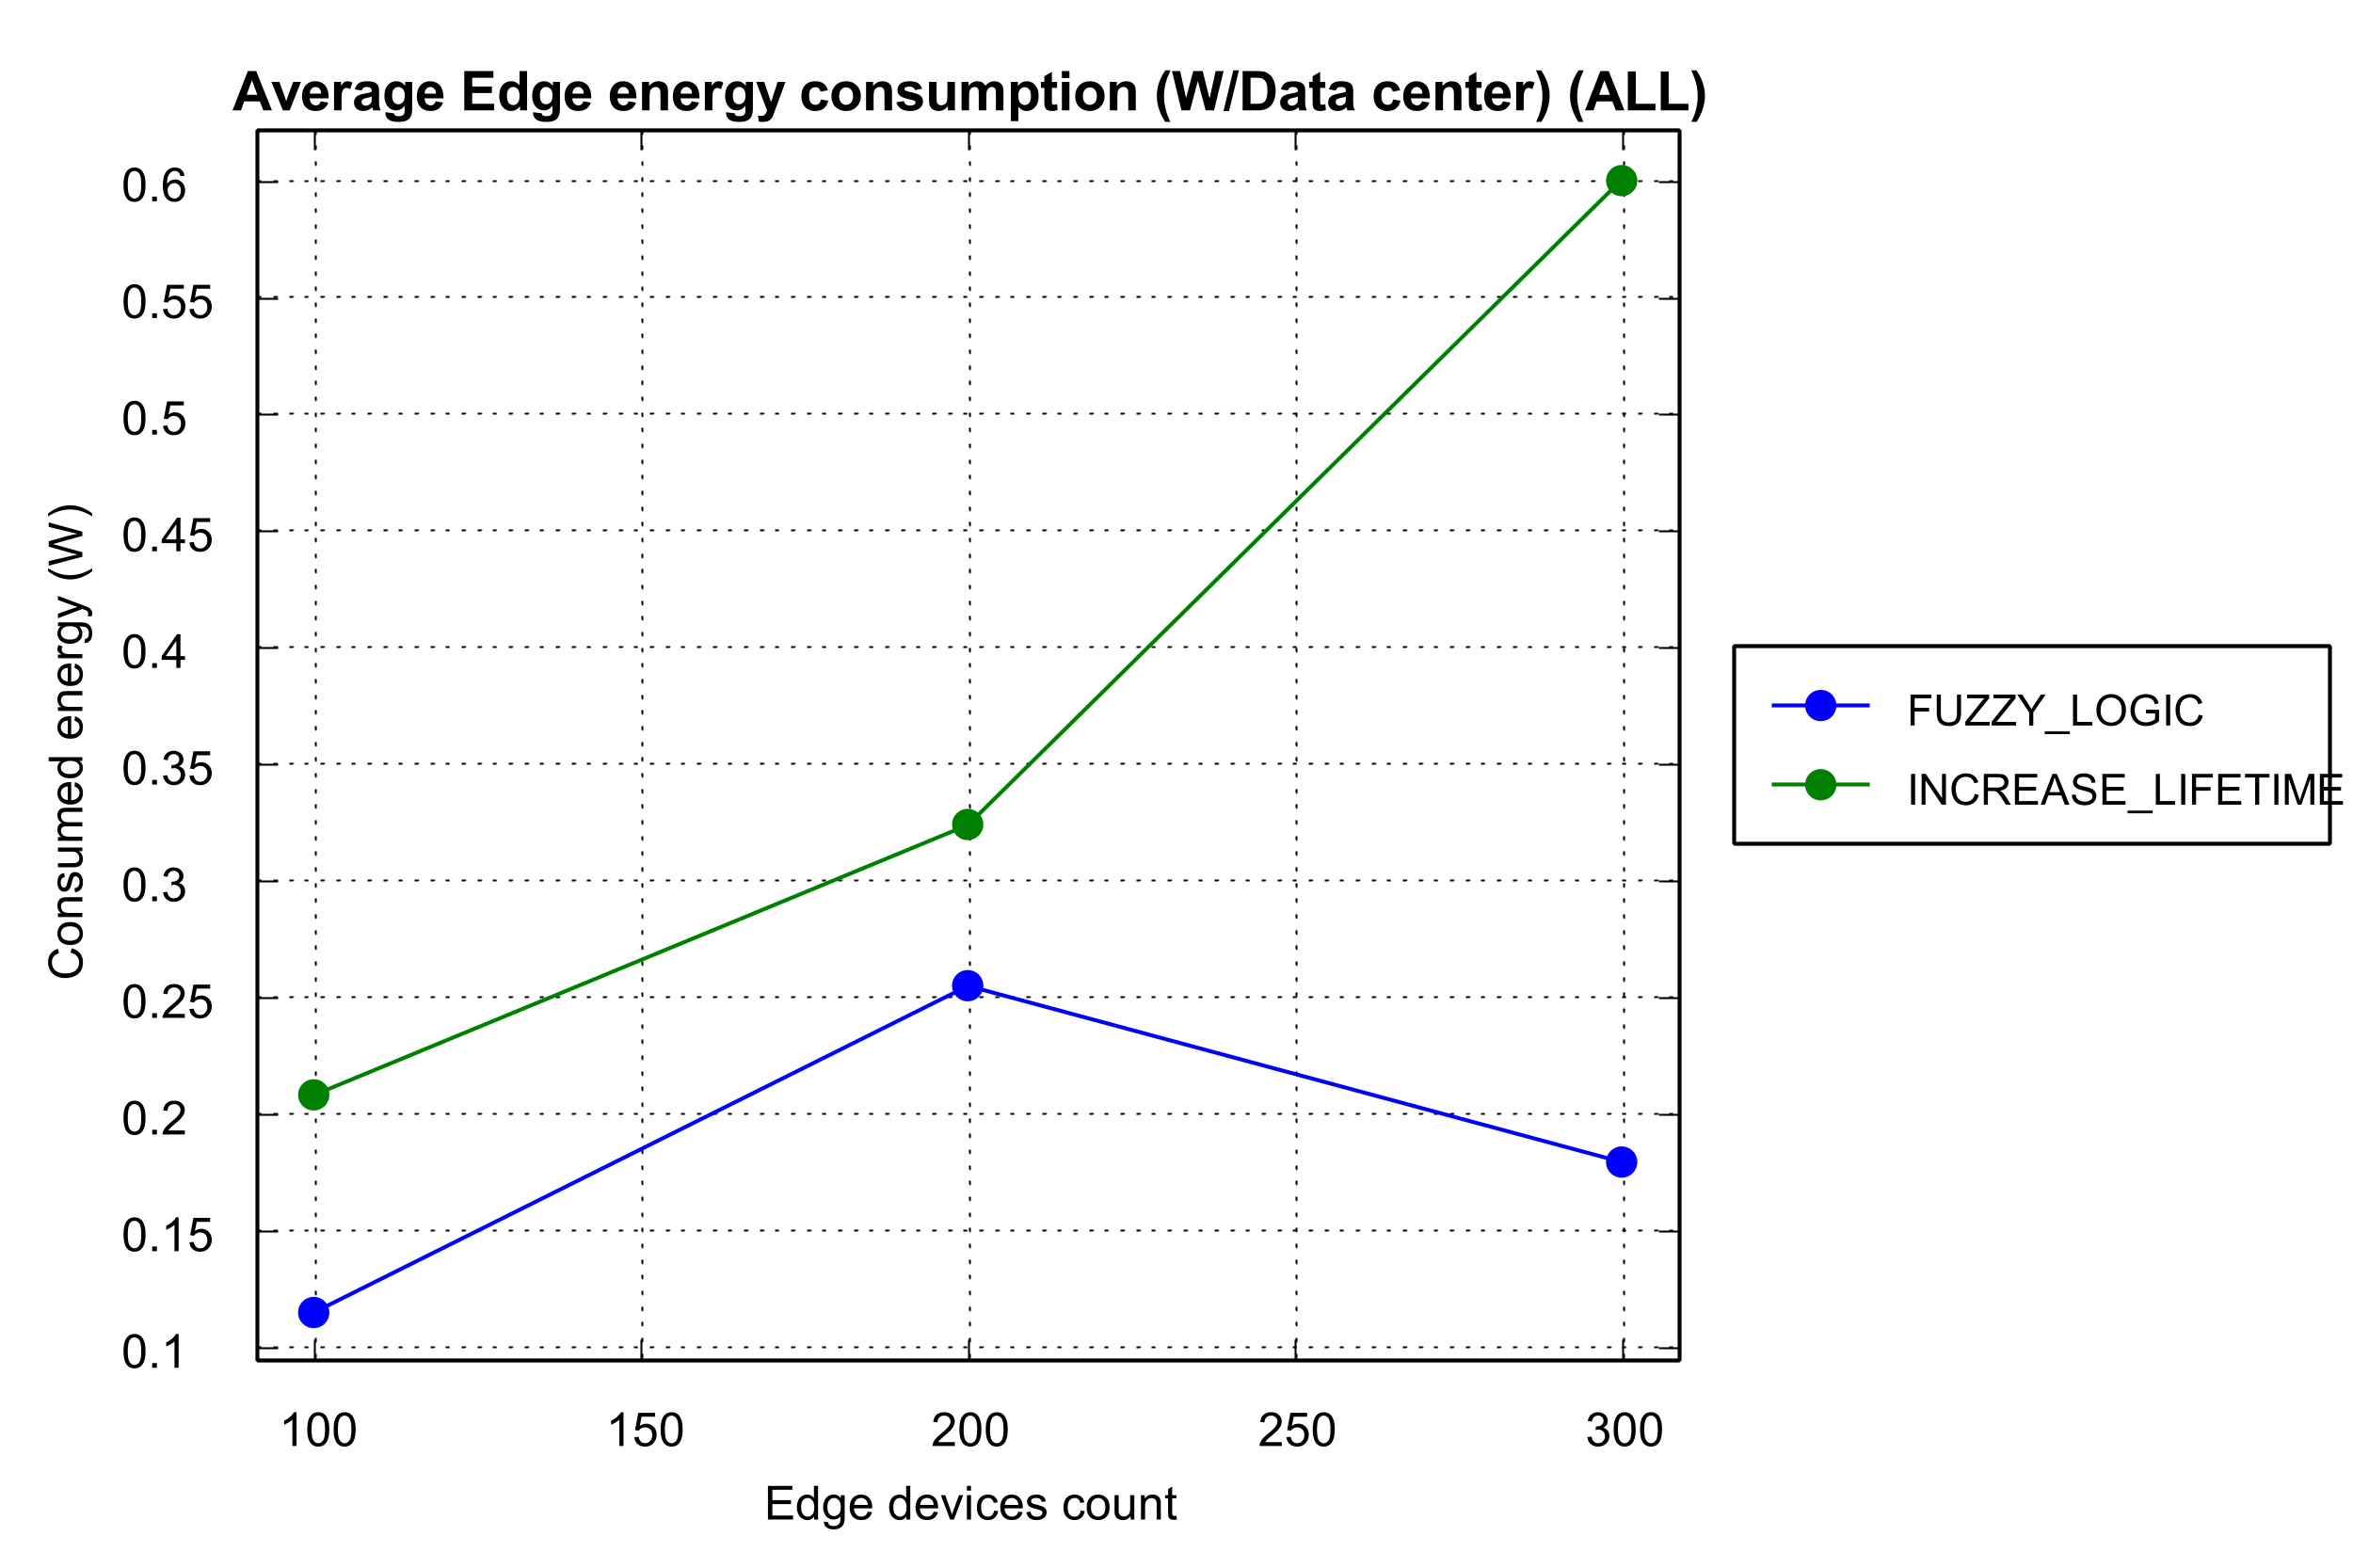 Average Edge energy consumption (W/Data center) (ALL)
0.6
0.55
0.5
0.45
0.4
0.35
0.3
0.25
0.2
0.15
0.1
Consumed energy (W)
100 150 200 250 300
Edge devices count
FUZZY_LOGIC
INCREASE_LIFETIME